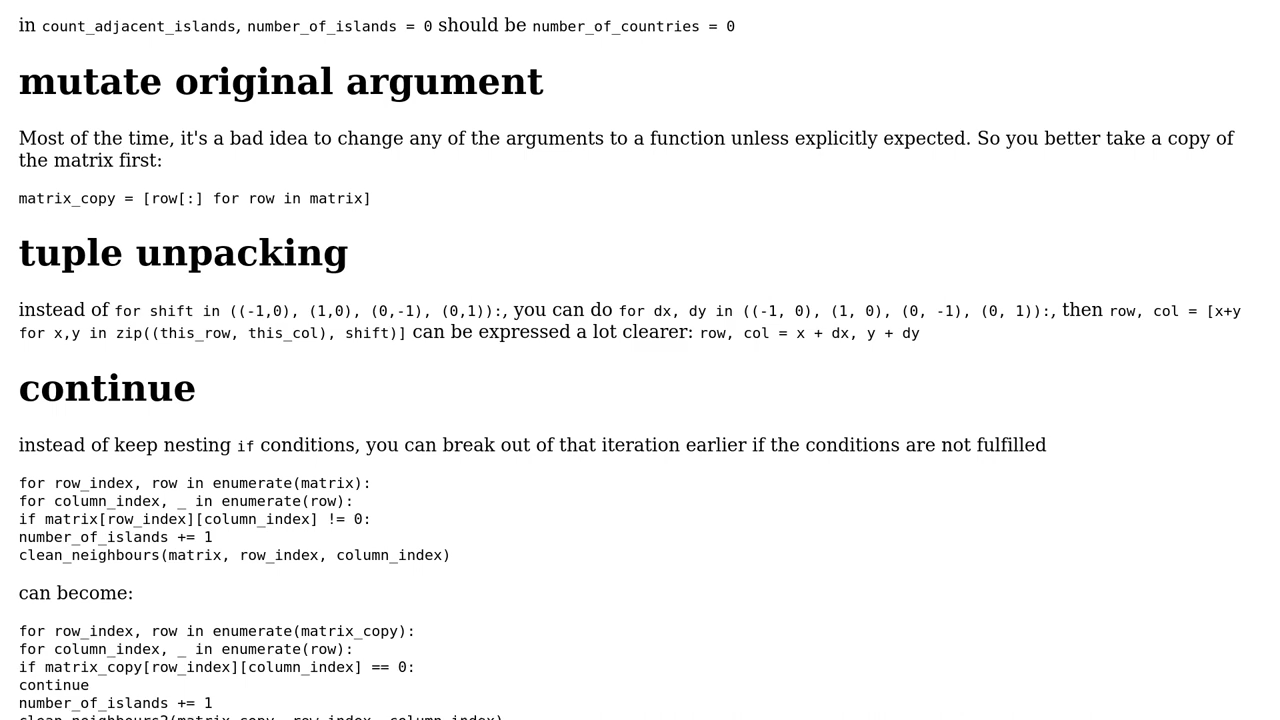 in count_adjacent_islands, number_of_islands = 0 should be number_of_countries = 0
mutate original argument
Most of the time, it's a bad idea to change any of the arguments to a function unless explicitly expected. So you better take a copy of
the matrix first:
matrix_copy = [row[:] for row in matrix]
tuple unpacking
instead of for shift in ((-1,0), (1,0), (0,-1), (0,1)):, you can do for dx, dy in ((-1, 0), (1, 0), (0, -1), (0, 1)):, then row, col = [x+y
for x,y in zip((this_row, this_col), shift)] can be expressed a lot clearer: row, col = x + dx, y + dy
continue
instead of keep nesting if conditions, you can break out of that iteration earlier if the conditions are not fulfilled
for row_index, row in enumerate(matrix):
for column_index, _ in enumerate(row):
if matrix[row_index][column_index] != 0:
number_of_islands += 1
clean_neighbours(matrix, row_index, column_index)
can become:
for row_index, row in enumerate(matrix_copy):
for column_index, _ in enumerate(row):
if matrix_copy[row_index][column_index] == 0:
continue
number_of_islands += 1
clean_neighbours2(matrix_copy, row_index, column_index)